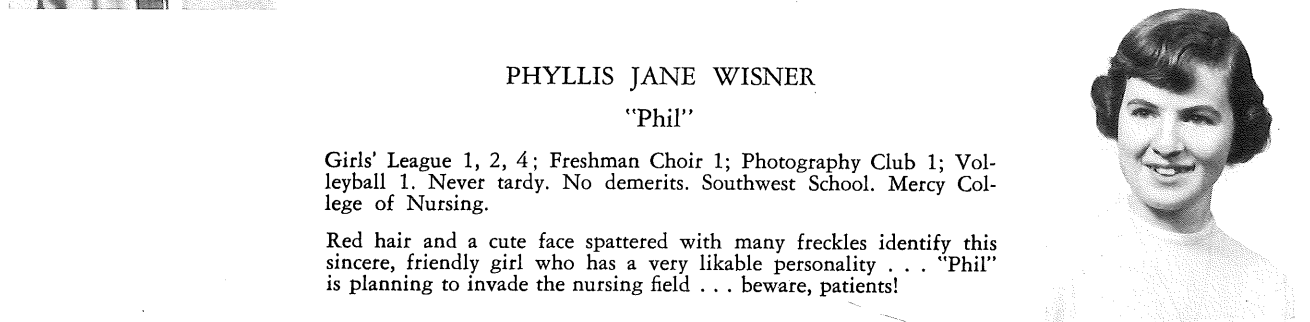 PHYLLIS JANE WISNER
"Phil"
Girls' League 1, 2, 4; Freshman Choir 1; Photography Club 1; Vol-
leyball 1. Never tardy. No demerits. Southwest School. Mercy Col-
lege of Nursing.
Red hair and a cute face spattered with many freckles identify this
sincere, friendly girl who has a very likable personality . . . "Phil"
is planning to invade the nursing field . . . beware, patients!